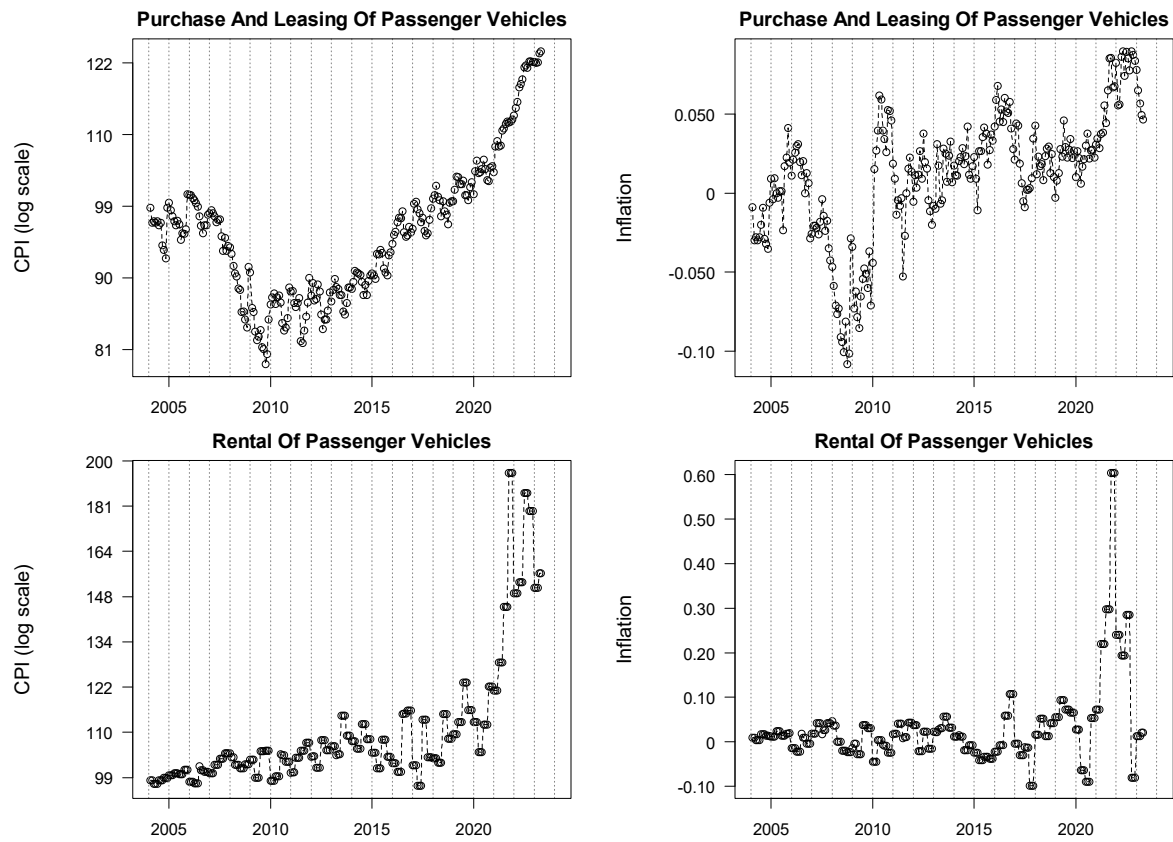 Purchase And Leasing Of Passenger Vehicles
CPI (log scale)
122
110
99
90
81
2005 2010 2015 2020
Purchase And Leasing Of Passenger Vehicles
Inflation
0.050
0
-0.050
-0.10
2005 2010 2015 2020
Rental Of Passenger Vehicles
CPI (log scale)
200
181
164
148
134
122
110
99
2005 2010 2015 2020
Rental Of Passenger Vehicles
Inflation
0.60
0.50
0.40
0.30
0.20
0.10
0
-0.10
2005 2010 2015 2020